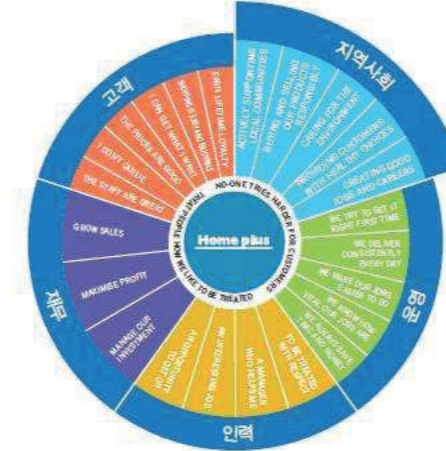 고객
EARN LIFETIME LOYALTY
I CAN GET WHAT I WANT
THE PRICES ARE GOOD
I DON'T QUEUE
THE STAFF ARE GREAT
지역사회
ACTIVELY SUPPORTING
LOCAL COMMUNITIES
BUYING AND SELLING
OUR PRODUCTS
RESPONSIBLY
CARING FOR THE
ENVIRONMENT
PROVIDING CUSTOMERS
WITH HEALTHY CHOICES
CREATING GOOD
JOBS AND CAREERS
운영
WE TRY TO GET IT
RIGHT FIRST TIME
WE DELIVER
CONSISTENTLY
EVERY DAY
WE MAKE OUR JOBS
EASIER TO DO
WE KNOW HOW
VITAL OUR JOBS ARE
WE ALWAYS SAVE
TIME AND MONEY
인력
TO BE TREATED
WITH RESPECT
A MANAGER
WHO HELPS ME
AN INTERESTING JOB
AN OPPORTUNITY
TO GET ON
재무
GROW SALES
MAXIMISE PROFIT
MANAGE OUR
INVESTMENT
NO-ONE TRIES HARDER FOR CUSTOMERS
TREAT PEOPLE HOW WE LIKE TO BE TREATED
Home plus